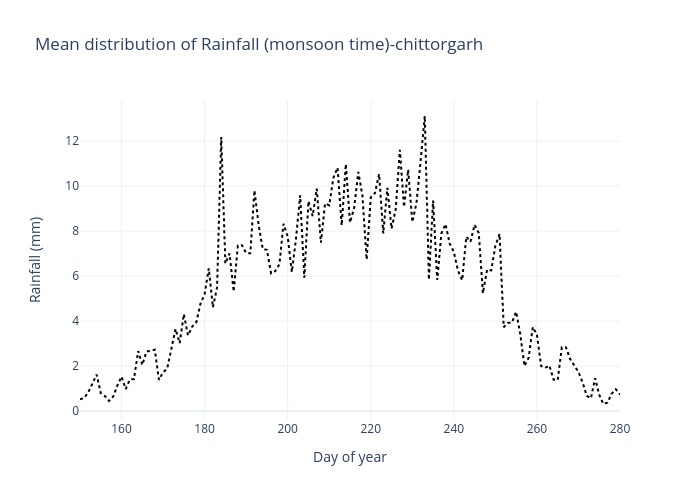 Mean distribution of Rainfall (monsoon time)-chittorgarh
Rainfall (mm)
12
10
8
6
4
2
0
160 180 200 220 240 260 280
Day of year